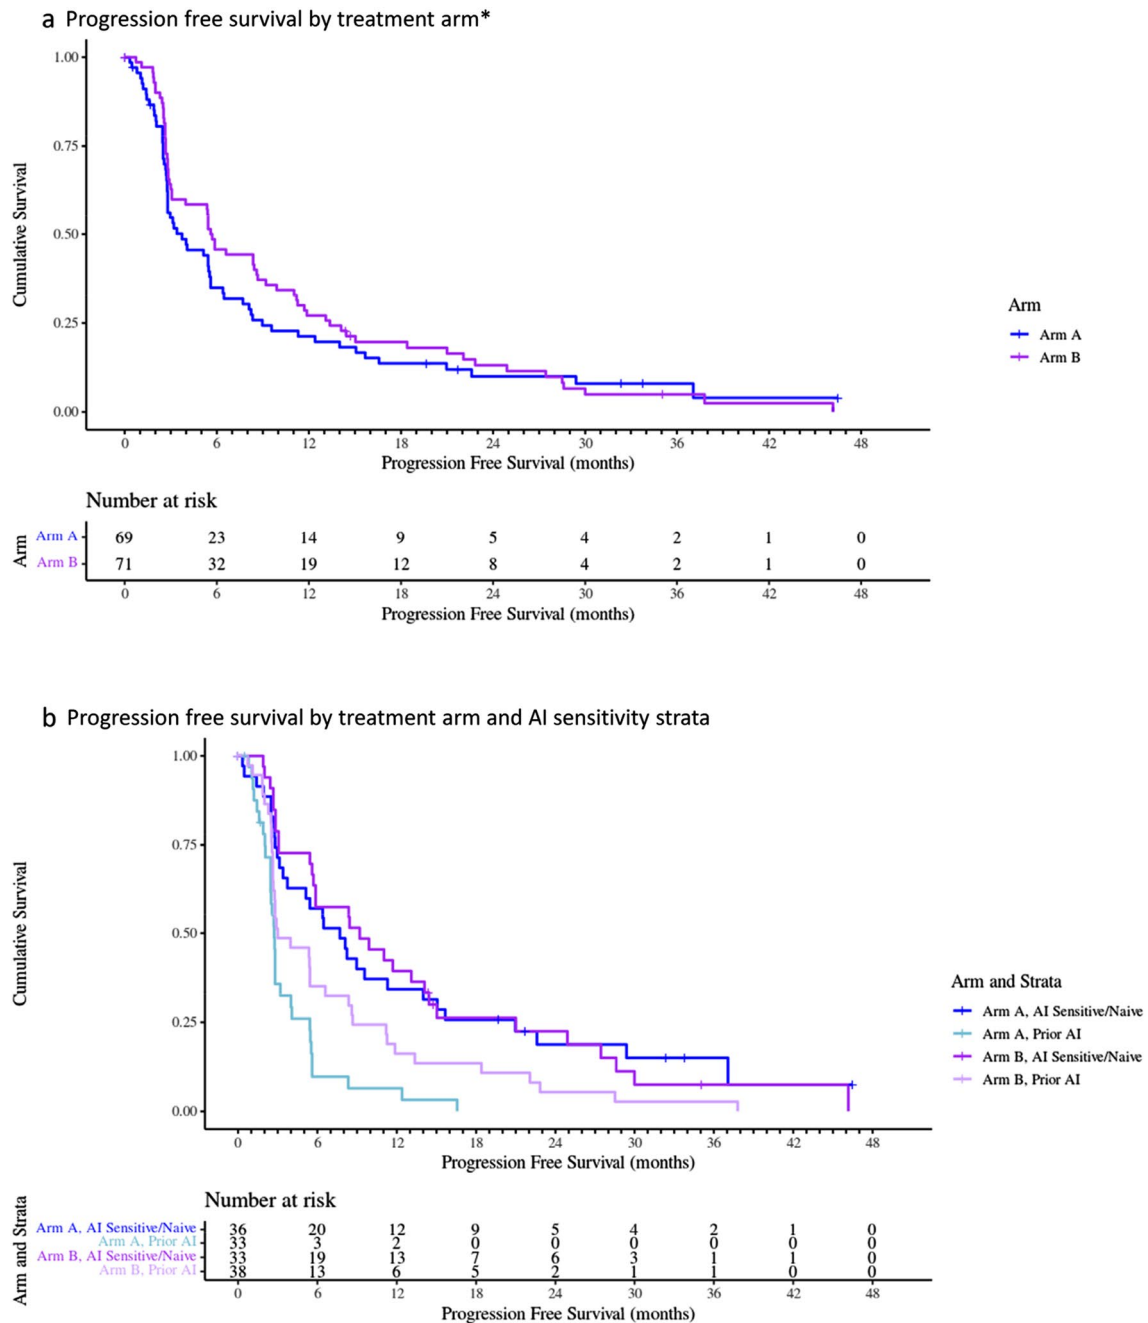 a Progression free survival by treatment arm*
1.00
0.75
0.50
0.25
0.00
Cumulative Survival
0 6 12 18 24 30 36 42 48
Progression Free Survival (months)
Arm
Arm A
Arm B
Number at risk
Arm
Arm A 69 23 14 9 5 4 2 1 0
Arm B 71 32 19 12 8 4 2 1 0
0 6 12 18 24 30 36 42 48
Progression Free Survival (months)
b Progression free survival by treatment arm and AI sensitivity strata
1.00
0.75
0.50
0.25
0.00
Cumulative Survival
0 6 12 18 24 30 36 42 48
Progression Free Survival (months)
Arm and Strata
Arm A, AI Sensitive/Naive
Arm A, Prior AI
Arm B, AI Sensitive/Naive
Arm B, Prior AI
Number at risk
Arm and Strata
Arm A, AI Sensitive/Naive 36 20 12 9 5 4 2 1 0
Arm A, Prior AI 33 3 2 0 0 0 0 0 0
Arm B, AI Sensitive/Naive 33 19 13 7 6 3 1 1 0
Arm B, Prior AI 38 13 6 5 2 1 1 0 0
0 6 12 18 24 30 36 42 48
Progression Free Survival (months)